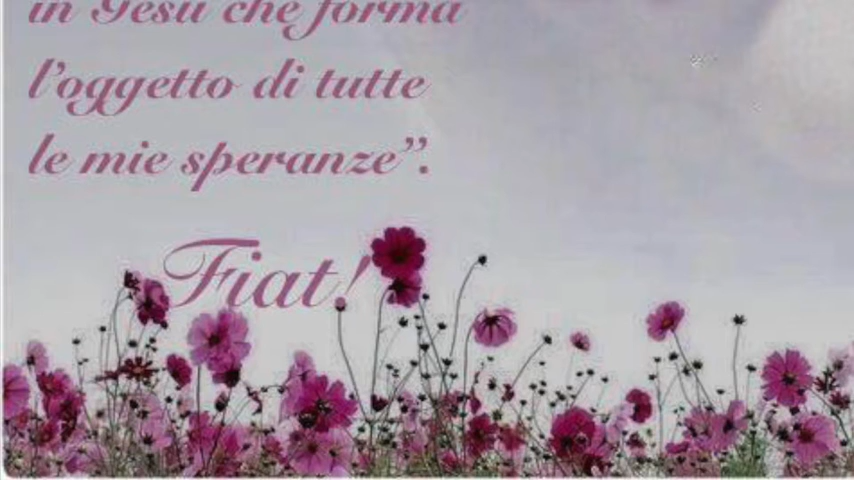 in Gesù che forma
l'oggetto di tutte
le mie speranze”.
Fiat!